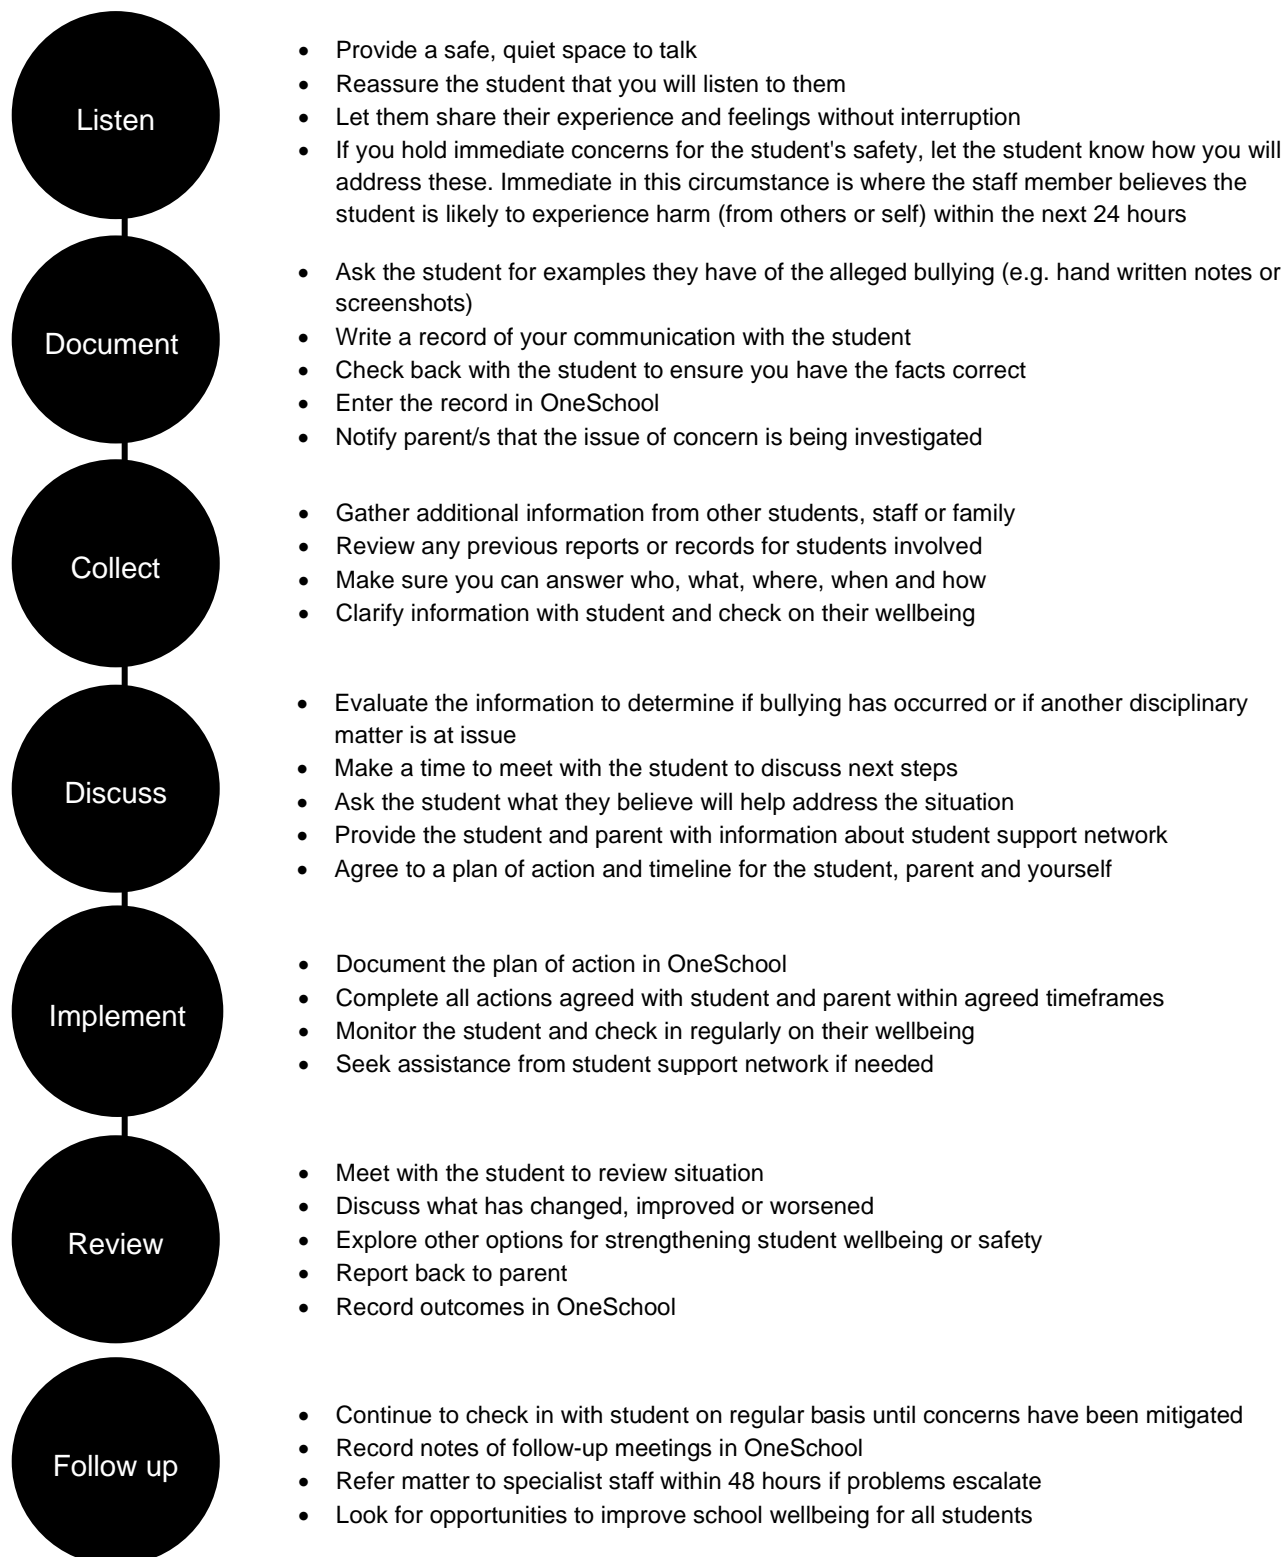 Listen
• Provide a safe, quiet space to talk
• Reassure the student that you will listen to them
• Let them share their experience and feelings without interruption
• If you hold immediate concerns for the student's safety, let the student know how you will
address these. Immediate in this circumstance is where the staff member believes the
student is likely to experience harm (from others or self) within the next 24 hours
Document
• Ask the student for examples they have of the alleged bullying (e.g. hand written notes or
screenshots)
• Write a record of your communication with the student
• Check back with the student to ensure you have the facts correct
• Enter the record in OneSchool
• Notify parent/s that the issue of concern is being investigated
Collect
• Gather additional information from other students, staff or family
• Review any previous reports or records for students involved
• Make sure you can answer who, what, where, when and how
• Clarify information with student and check on their wellbeing
Discuss
• Evaluate the information to determine if bullying has occurred or if another disciplinary
matter is at issue
• Make a time to meet with the student to discuss next steps
• Ask the student what they believe will help address the situation
• Provide the student and parent with information about student support network
• Agree to a plan of action and timeline for the student, parent and yourself
Implement
• Document the plan of action in OneSchool
• Complete all actions agreed with student and parent within agreed timeframes
• Monitor the student and check in regularly on their wellbeing
• Seek assistance from student support network if needed
Review
• Meet with the student to review situation
• Discuss what has changed, improved or worsened
• Explore other options for strengthening student wellbeing or safety
• Report back to parent
• Record outcomes in OneSchool
Follow up
• Continue to check in with student on regular basis until concerns have been mitigated
• Record notes of follow-up meetings in OneSchool
• Refer matter to specialist staff within 48 hours if problems escalate
• Look for opportunities to improve school wellbeing for all students